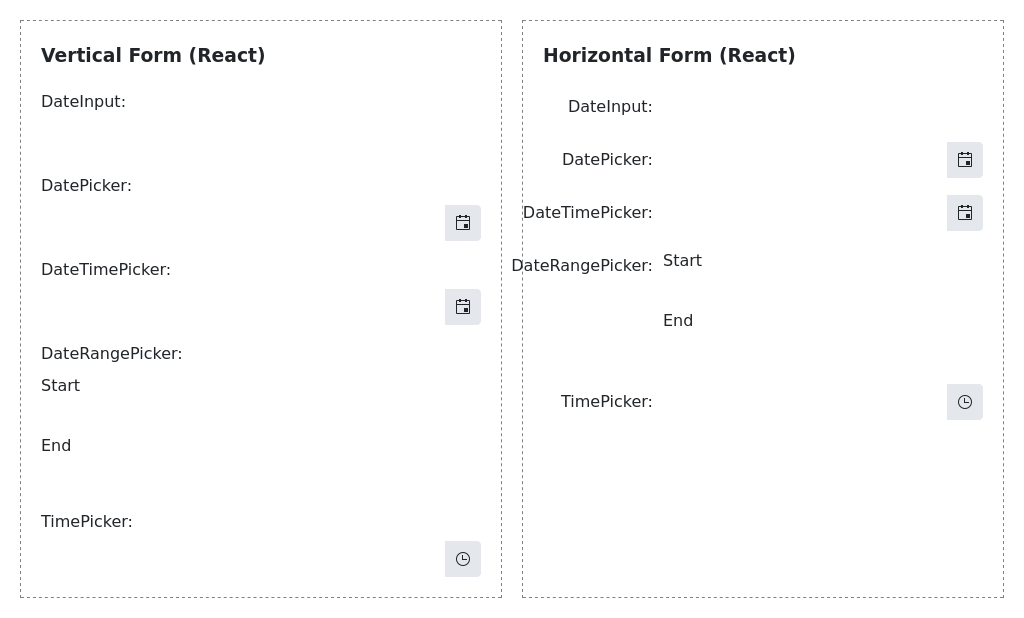 Vertical Form (React)
DateInput:
DatePicker:
DateTimePicker:
DateRangePicker:
Start
End
TimePicker:
Horizontal Form (React)
DateInput:
DatePicker:
DateTimePicker:
DateRangePicker: Start
End
TimePicker: